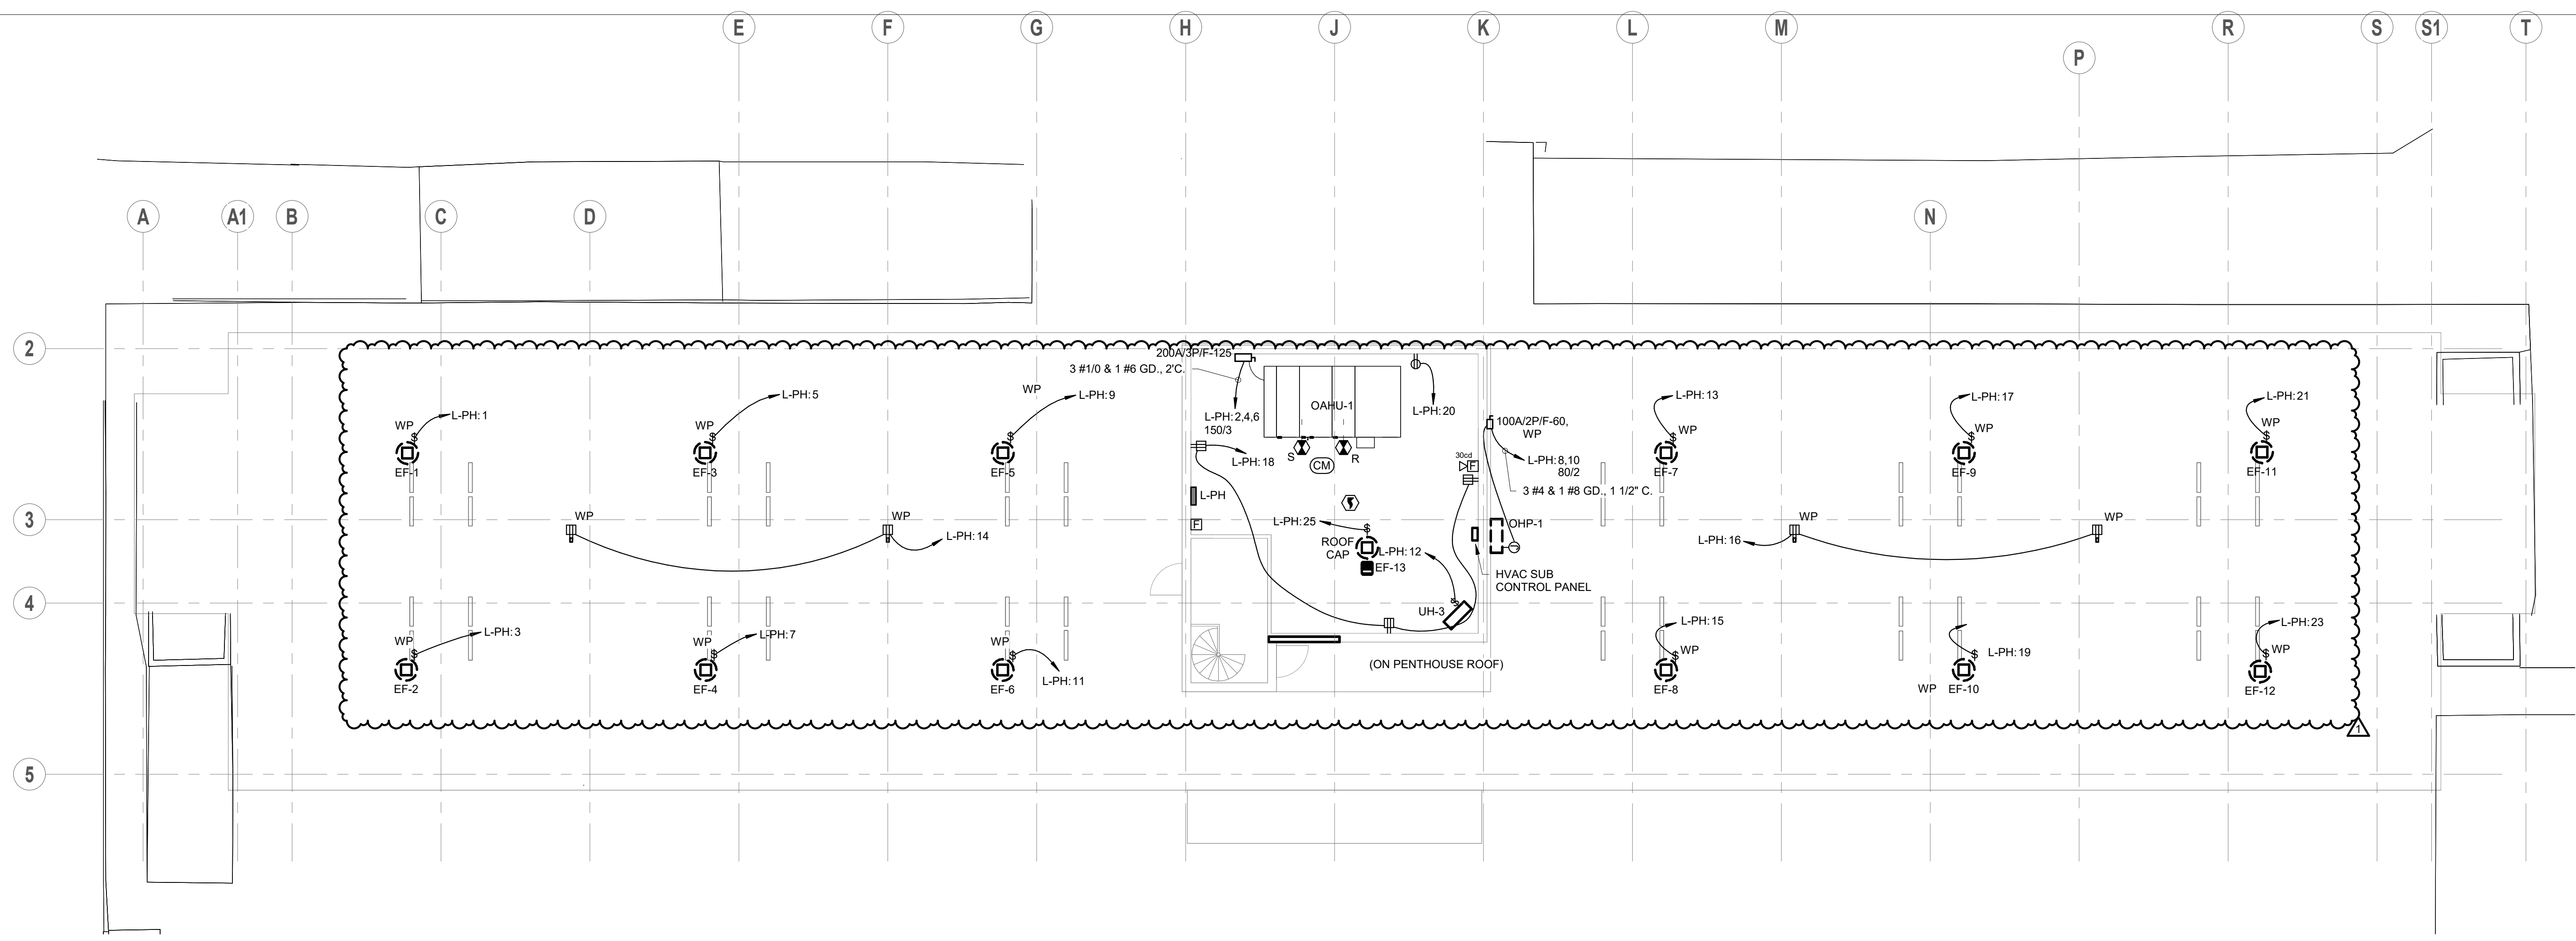 E F G H J K L M P R S S1 T
A A1 B C D N
2
200A/3P/F-125
3 #1/0 & 1 #6 GD., 2"C.
WP
L-PH: 1
WP
EF-1
L-PH: 5
WP
EF-3
WP
L-PH: 9
EF-5
L-PH: 2,4,6
150/3
OAHU-1
L-PH: 20
S
R
CM
L-PH: 18
100A/2P/F-60,
WP
30cd
F
L-PH: 8,10
80/2
3 #4 & 1 #8 GD., 1 1/2" C.
L-PH: 13
WP
EF-7
L-PH: 17
WP
EF-9
L-PH: 21
WP
EF-11
3
WP
WP
L-PH: 14
L-PH
F
L-PH: 25
ROOF
CAP
EF-13
L-PH: 12
OHP-1
HVAC SUB
CONTROL PANEL
UH-3
L-PH: 16
WP
WP
4
L-PH: 3
WP
EF-2
L-PH: 7
WP
EF-4
WP
EF-6
L-PH: 11
(ON PENTHOUSE ROOF)
L-PH: 15
WP
EF-8
L-PH: 19
WP
EF-10
L-PH: 23
WP
EF-12
1
5